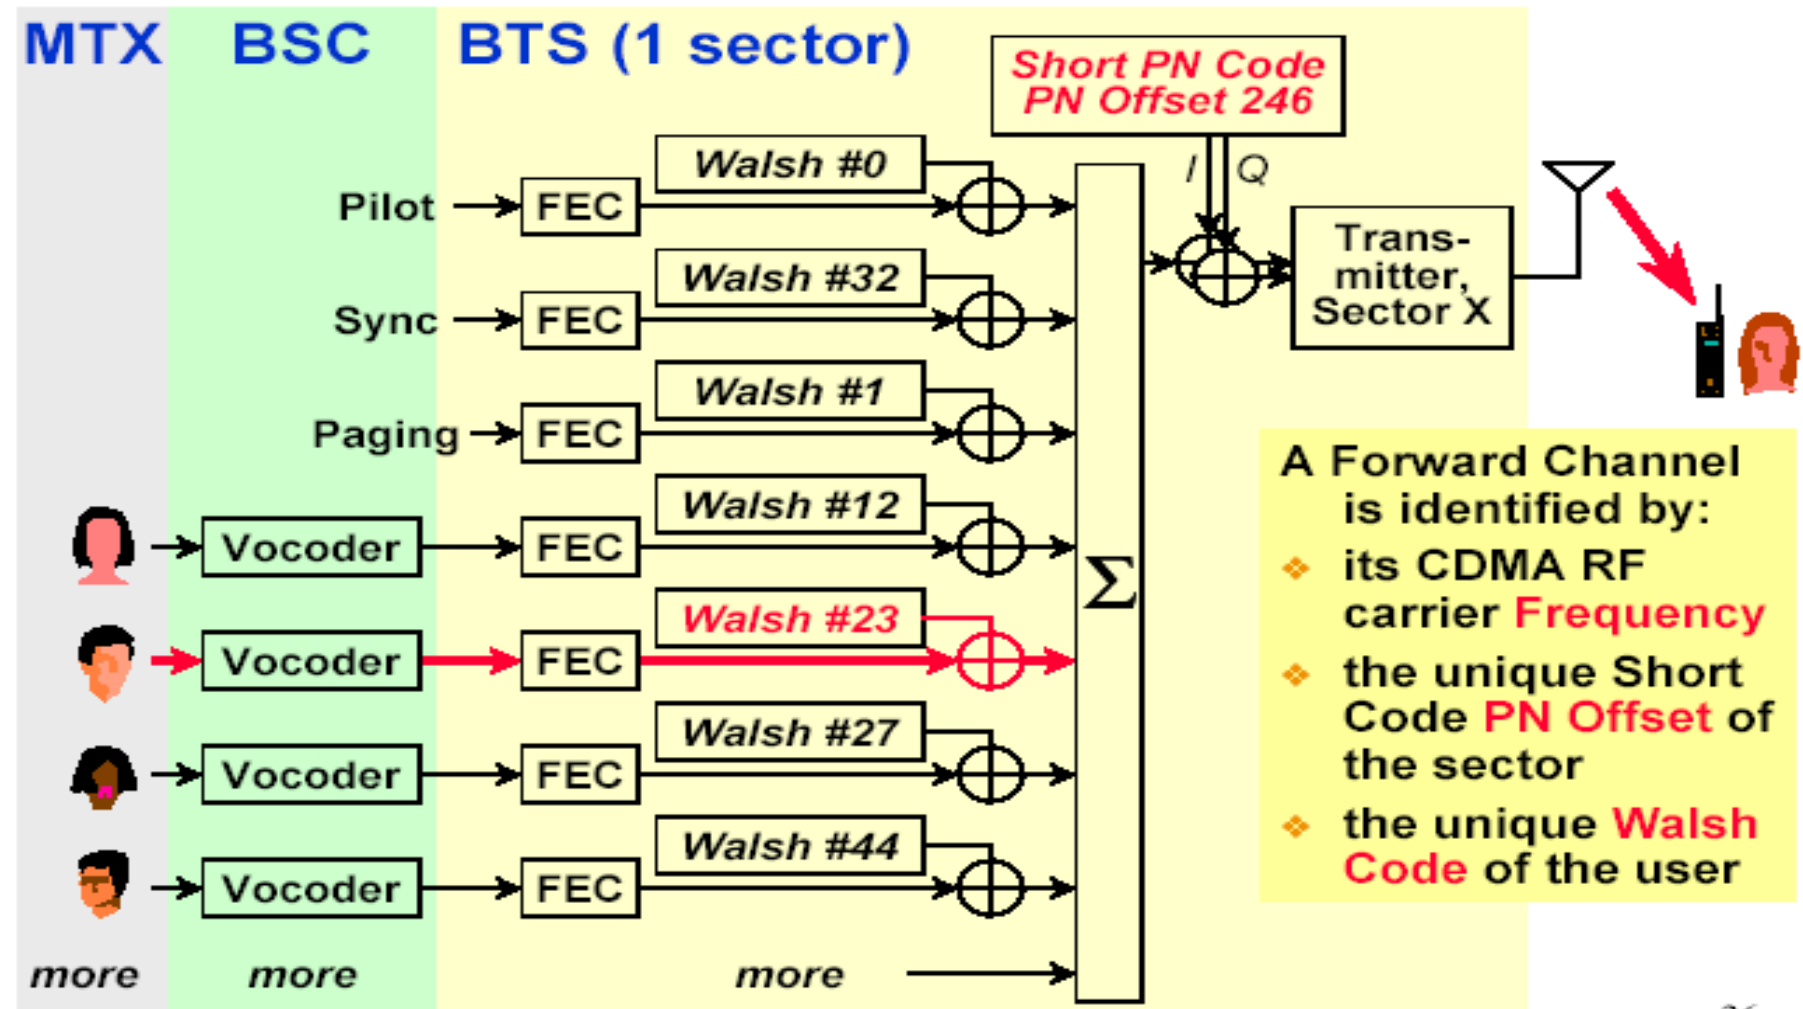 MTX BSC BTS (1 sector)
Short PN Code
PN Offset 246
I Q
Walsh #0
Pilot FEC
Trans-
mitter,
Sector X
Walsh #32
Sync FEC
Walsh #1
Paging FEC
Walsh #12
Vocoder FEC
Σ
Walsh #23
Vocoder FEC
Walsh #27
Vocoder FEC
Walsh #44
Vocoder FEC
more more more
A Forward Channel
is identified by:
❖ its CDMA RF
carrier Frequency
❖ the unique Short
Code PN Offset of
the sector
❖ the unique Walsh
Code of the user